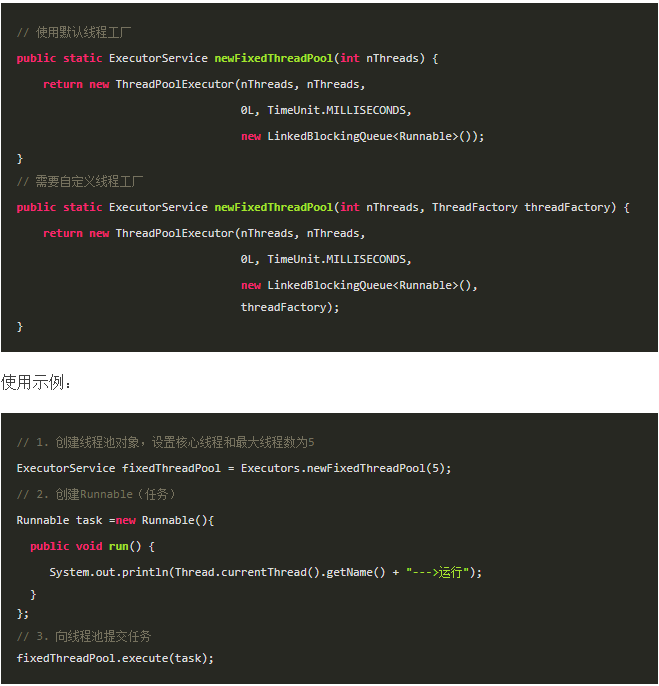 // 使用默认线程工厂
public static ExecutorService newFixedThreadPool(int nThreads) {
    return new ThreadPoolExecutor(nThreads, nThreads,
                                  0L, TimeUnit.MILLISECONDS,
                                  new LinkedBlockingQueue<Runnable>());
}
// 需要自定义线程工厂
public static ExecutorService newFixedThreadPool(int nThreads, ThreadFactory threadFactory) {
    return new ThreadPoolExecutor(nThreads, nThreads,
                                  0L, TimeUnit.MILLISECONDS,
                                  new LinkedBlockingQueue<Runnable>(),
                                  threadFactory);
}
使用示例：
// 1. 创建线程池对象，设置核心线程和最大线程数为5
ExecutorService fixedThreadPool = Executors.newFixedThreadPool(5);
// 2. 创建Runnable（任务）
Runnable task =new Runnable(){
  public void run() {
     System.out.println(Thread.currentThread().getName() + "--->运行");
  }
};
// 3. 向线程池提交任务
fixedThreadPool.execute(task);